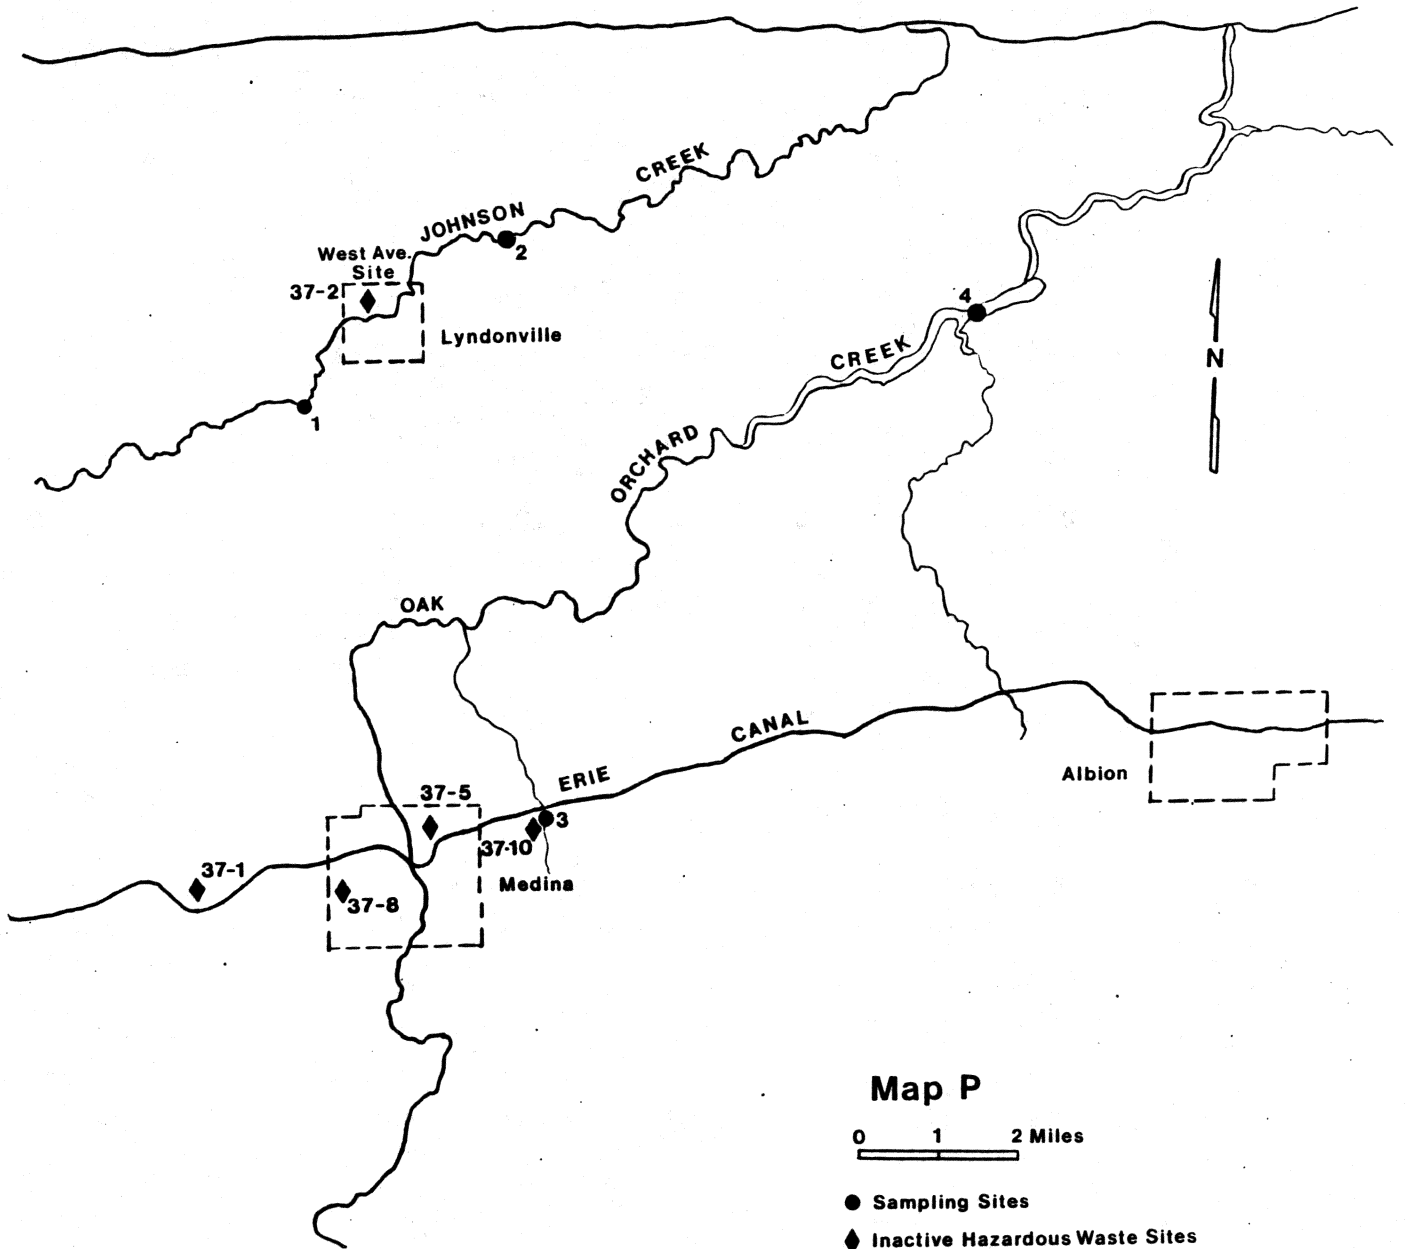 CREEK
JOHNSON
2
West Ave.
Site
37-2
Lyndonville
1
4
CREEK
N
ORCHARD
OAK
CANAL
ERIE
Albion
37-5
3
37-10
37-1
Medina
37-8
Map P
0 1 2 Miles
Sampling Sites
Inactive Hazardous Waste Sites